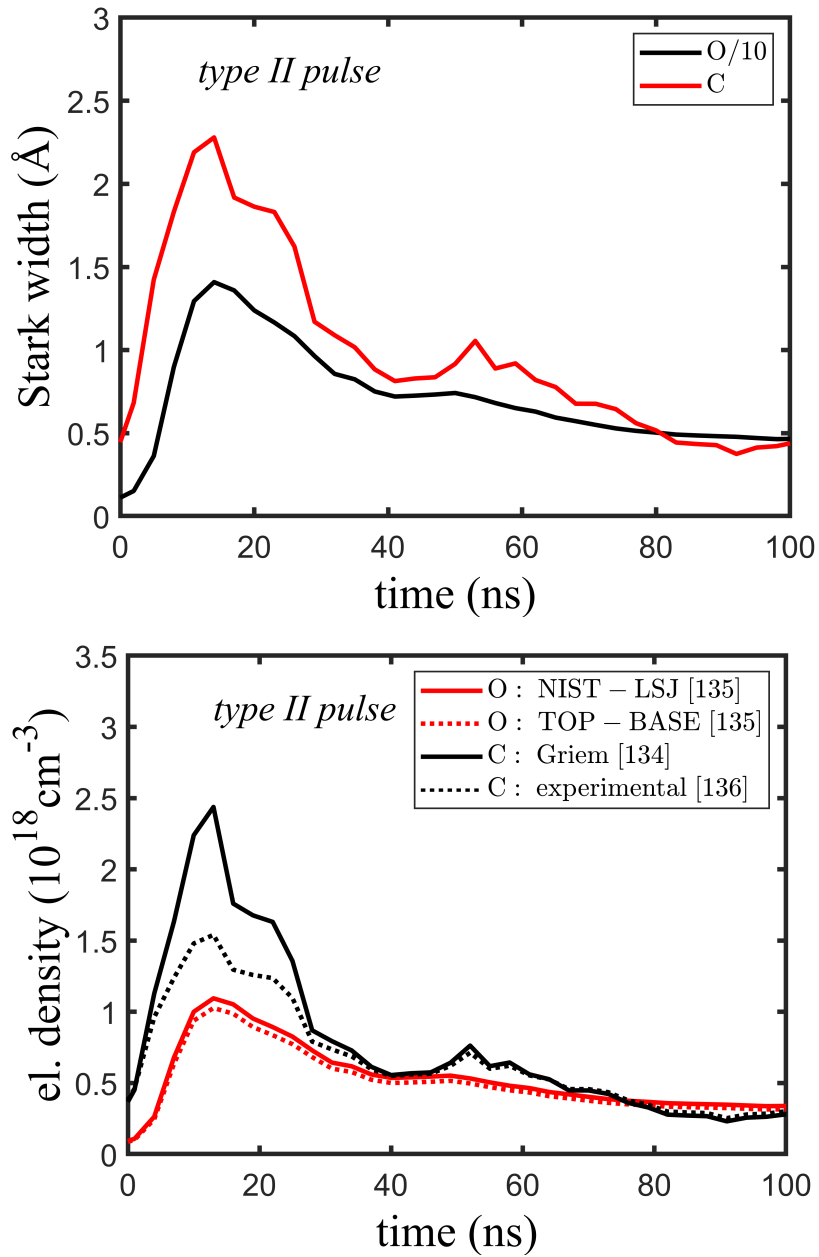 3
type II pulse
O/10
C
2.5
2
1.5
1
0.5
0
Stark width (Å)
0 20 40 60 80 100
time (ns)
3.5
type II pulse
O : NIST − LSJ [135]
O : TOP − BASE [135]
C : Griem [134]
C : experimental [136]
3
2.5
2
1.5
1
0.5
0
el. density (10^18 cm^-3)
0 20 40 60 80 100
time (ns)